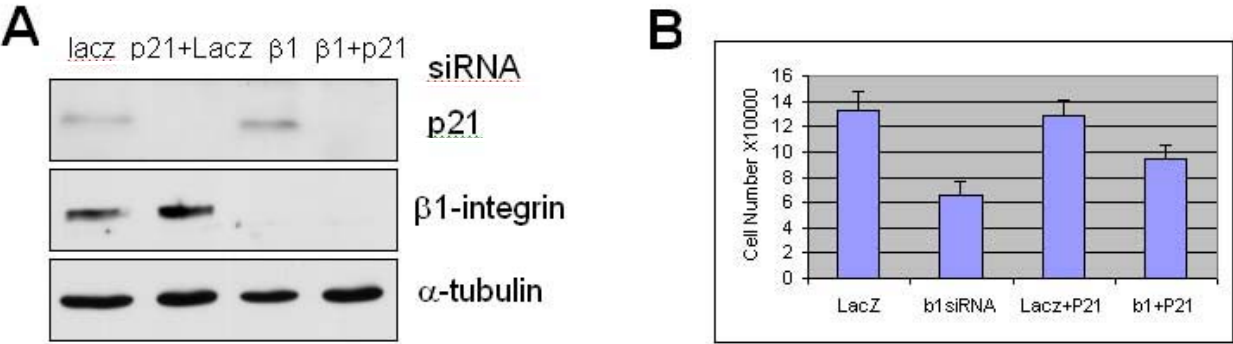 A
lacz p21+Lacz β1 β1+p21
siRNA
p21
β1-integrin
α-tubulin
B
Cell Number X10000
16
14
12
10
8
6
4
2
0
LacZ b1siRNA Lacz+P21 b1+P21